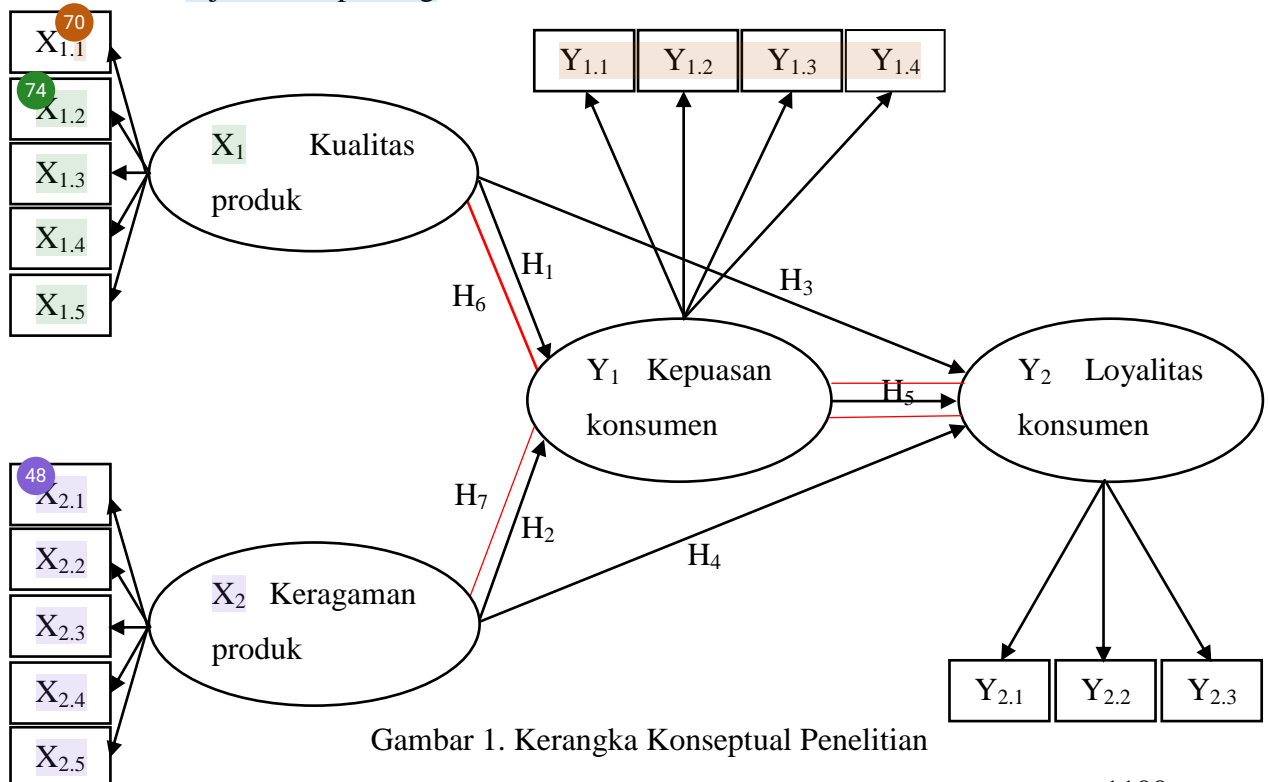 70
X1.1
74
X1.2
X1.3
X1.4
X1.5
X1 Kualitas
produk
Y1.1 Y1.2 Y1.3 Y1.4
H1
H6
H3
Y1 Kepuasan
konsumen
H5
Y2 Loyalitas
konsumen
48
X2.1
X2.2
X2.3
X2.4
X2.5
H7
H2
H4
X2 Keragaman
produk
Y2.1 Y2.2 Y2.3
Gambar 1. Kerangka Konseptual Penelitian